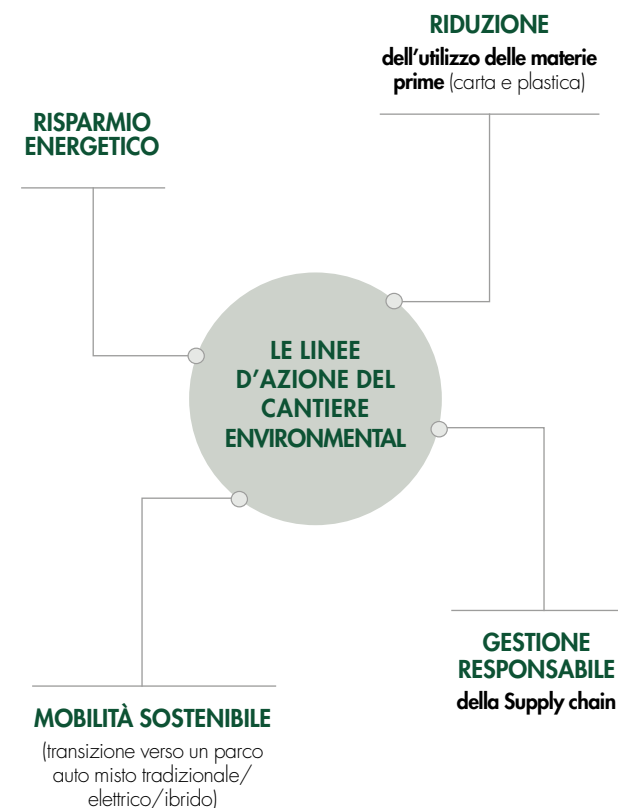 RIDUZIONE
dell'utilizzo delle materie
prime (carta e plastica)
RISPARMIO
ENERGETICO
LE LINEE
D'AZIONE DEL
CANTIERE
ENVIRONMENTAL
GESTIONE
RESPONSABILE
della Supply chain
MOBILITÀ SOSTENIBILE
(transizione verso un parco
auto misto tradizionale/
elettrico/ibrido)